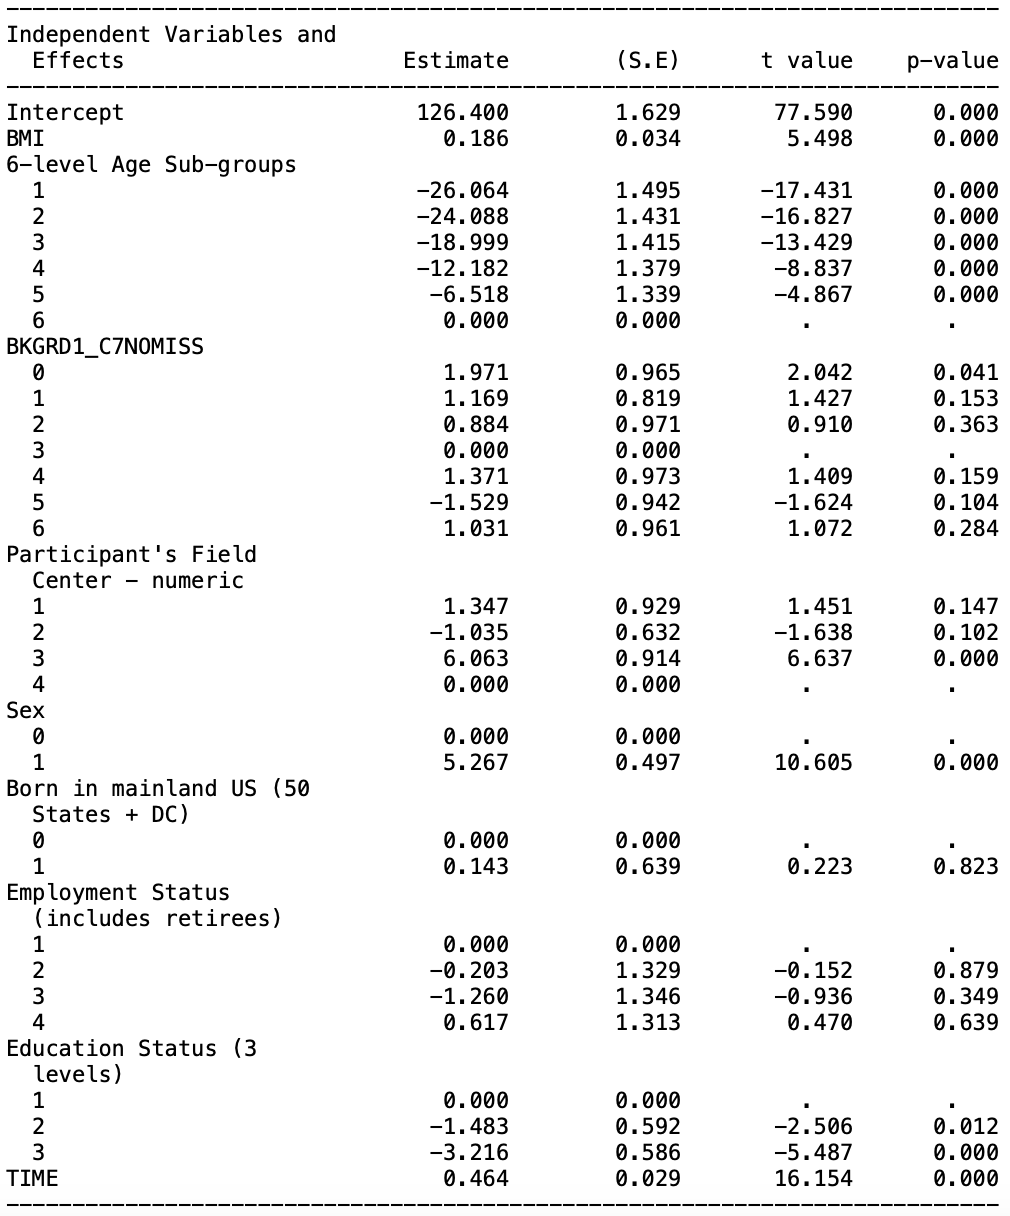 Independent Variables and
Effects Estimate (S.E) t value p-value
Intercept 126.400 1.629 77.590 0.000
BMI 0.186 0.034 5.498 0.000
6-level Age Sub-groups
1 -26.064 1.495 -17.431 0.000
2 -24.088 1.431 -16.827 0.000
3 -18.999 1.415 -13.429 0.000
4 -12.182 1.379 -8.837 0.000
5 -6.518 1.339 -4.867 0.000
6 0.000 0.000 . .
BKGRD1_C7NOMISS
0 1.971 0.965 2.042 0.041
1 1.169 0.819 1.427 0.153
2 0.884 0.971 0.910 0.363
3 0.000 0.000 . .
4 1.371 0.973 1.409 0.159
5 -1.529 0.942 -1.624 0.104
6 1.031 0.961 1.072 0.284
Participant's Field
Center - numeric
1 1.347 0.929 1.451 0.147
2 -1.035 0.632 -1.638 0.102
3 6.063 0.914 6.637 0.000
4 0.000 0.000 . .
Sex
0 0.000 0.000 . .
1 5.267 0.497 10.605 0.000
Born in mainland US (50
States + DC)
0 0.000 0.000 . .
1 0.143 0.639 0.223 0.823
Employment Status
(includes retirees)
1 0.000 0.000 . .
2 -0.203 1.329 -0.152 0.879
3 -1.260 1.346 -0.936 0.349
4 0.617 1.313 0.470 0.639
Education Status (3
levels)
1 0.000 0.000 . .
2 -1.483 0.592 -2.506 0.012
3 -3.216 0.586 -5.487 0.000
TIME 0.464 0.029 16.154 0.000